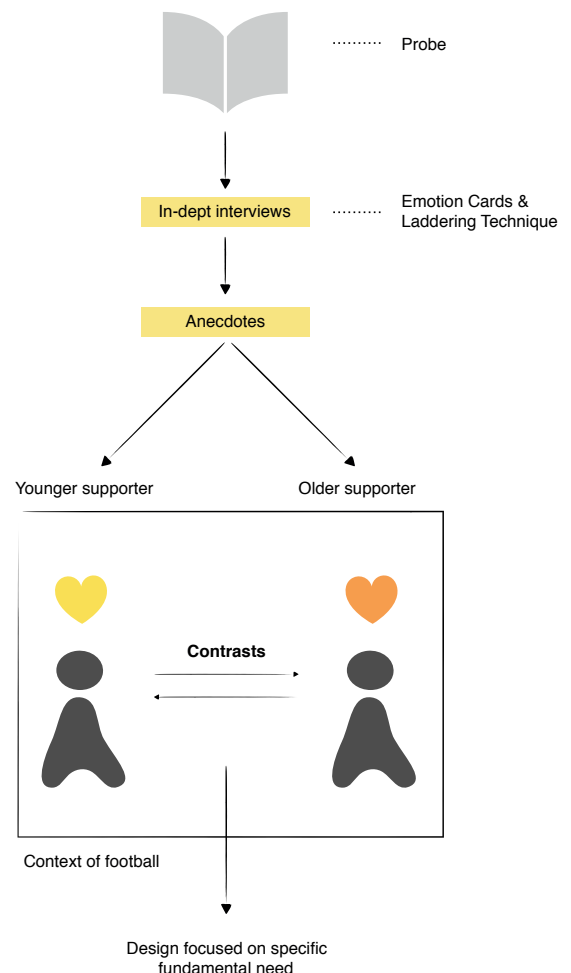 Probe
In-dept interviews
Emotion Cards &
Laddering Technique
Anecdotes
Younger supporter
Older supporter
Contrasts
Context of football
Design focused on specific
fundamental need